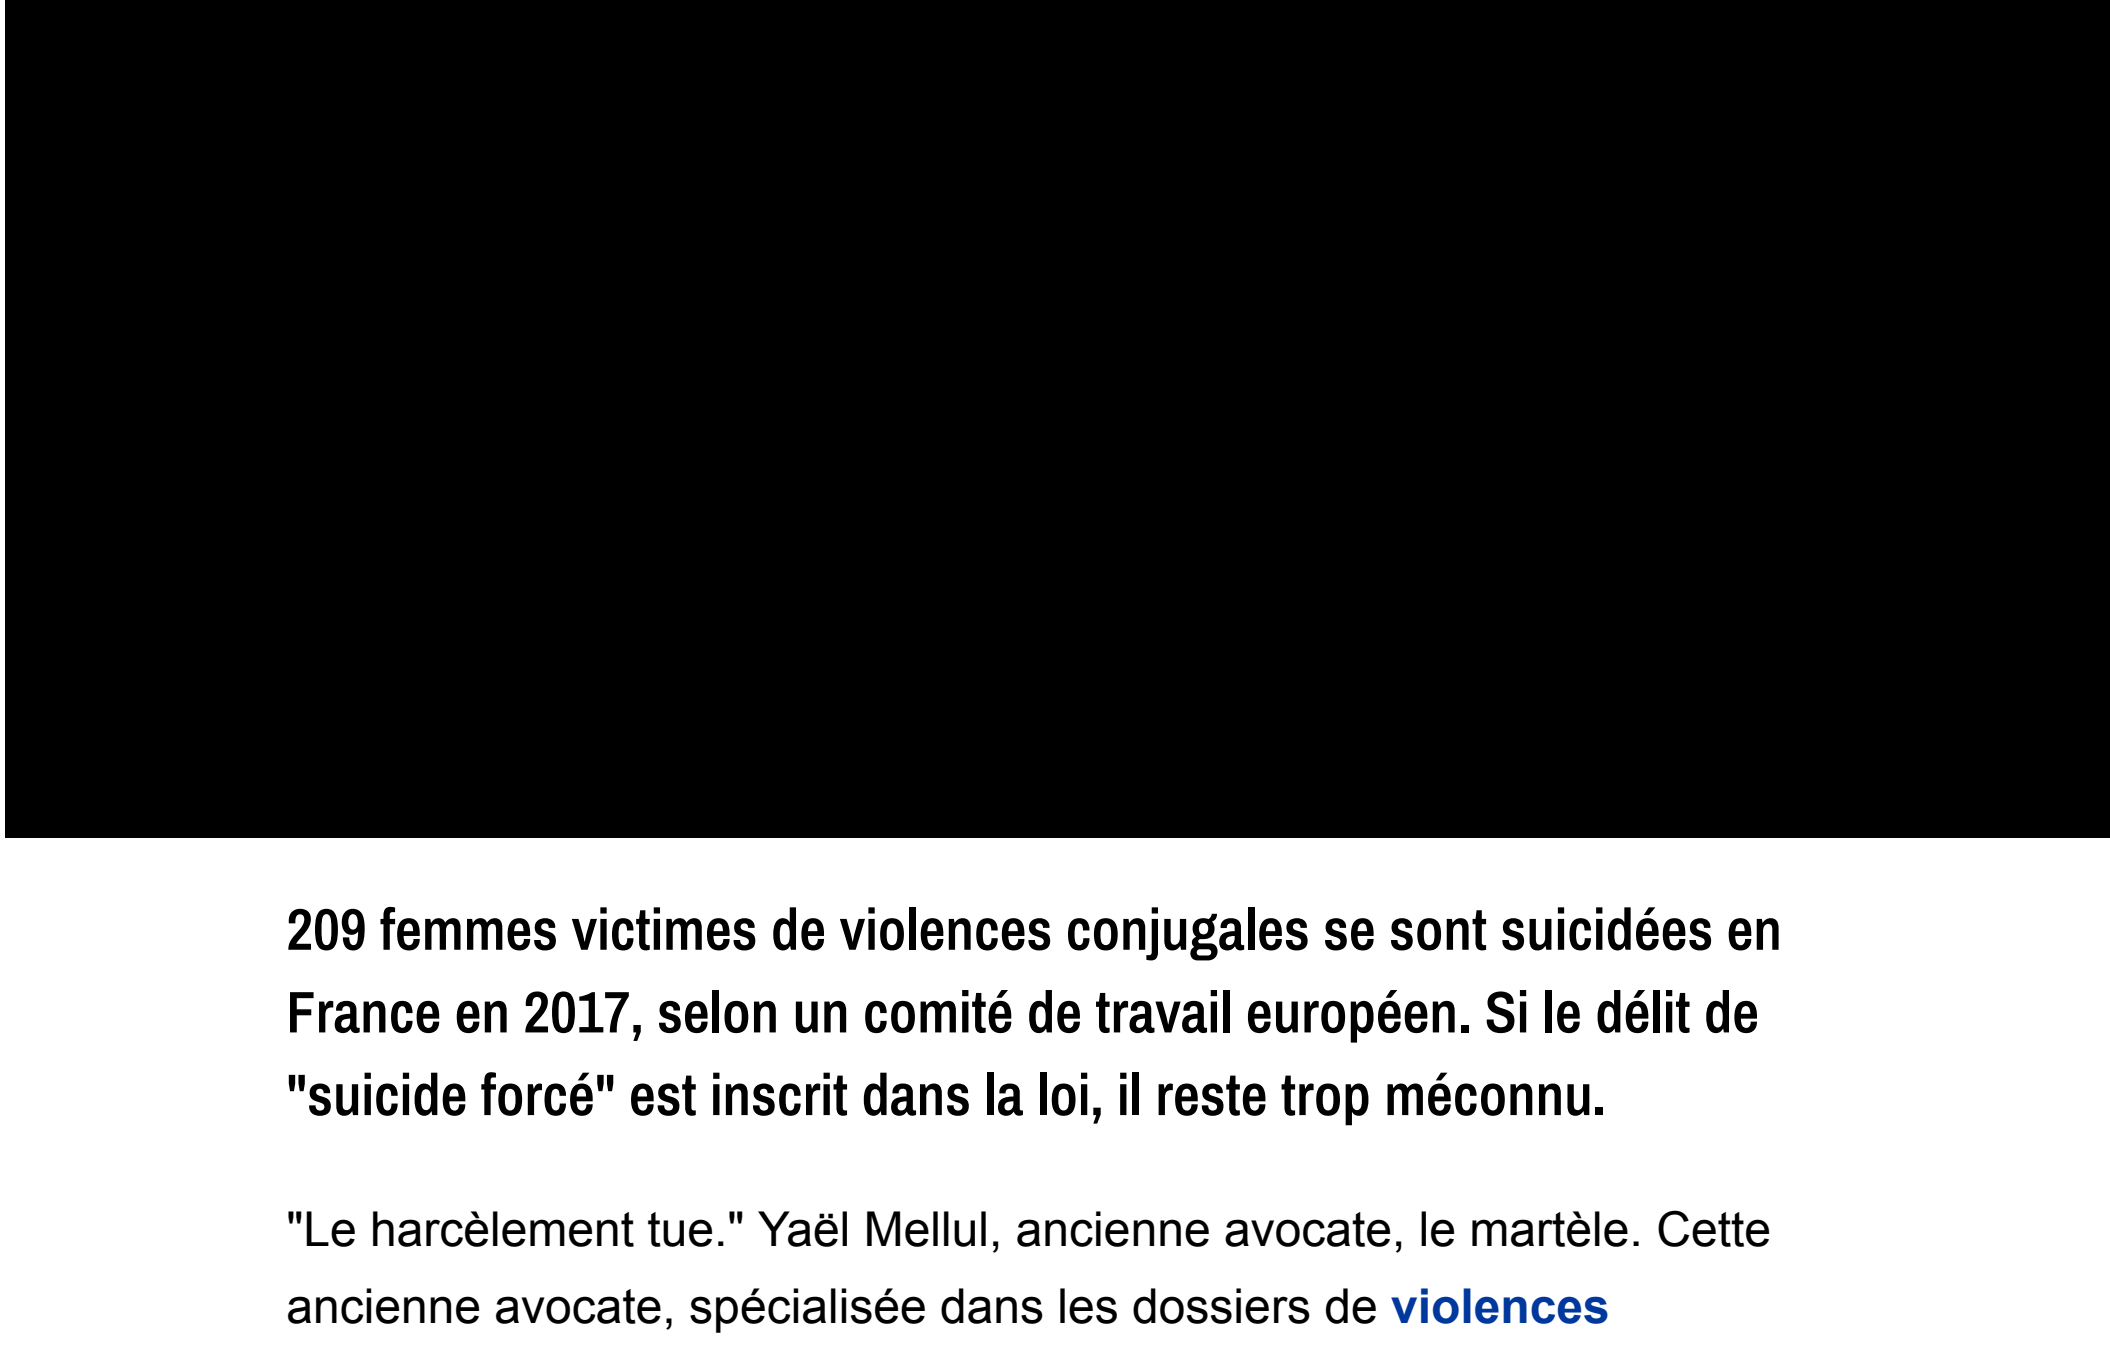 209 femmes victimes de violences conjugales se sont suicidées en
France en 2017, selon un comité de travail européen. Si le délit de
"suicide forcé" est inscrit dans la loi, il reste trop méconnu.
"Le harcèlement tue." Yaël Mellul, ancienne avocate, le martèle. Cette
ancienne avocate, spécialisée dans les dossiers de violences